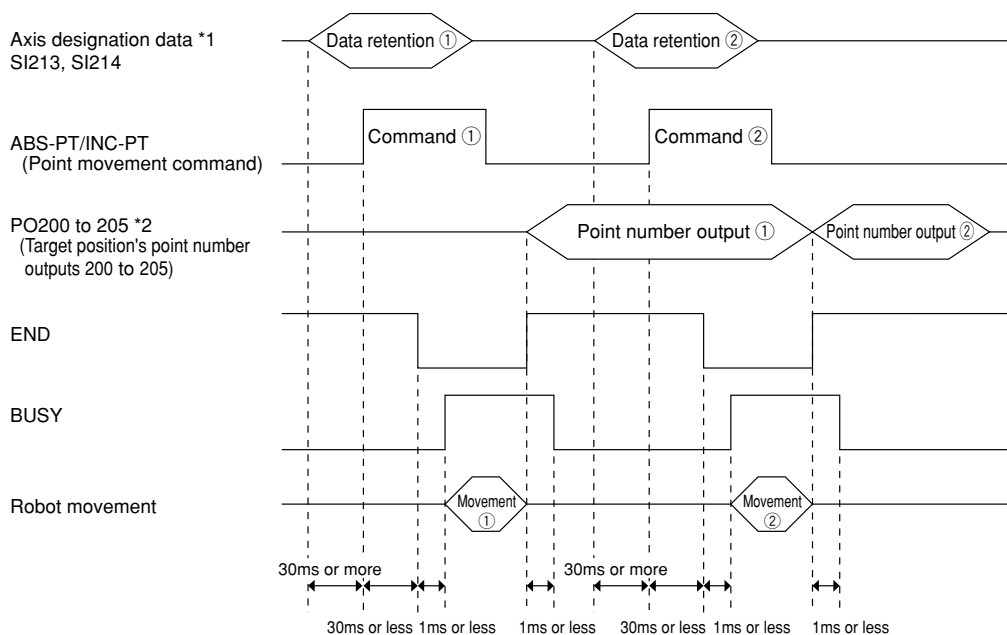 Axis designation data *1
SI213, SI214
Data retention ①
Data retention ②
ABS-PT/INC-PT
(Point movement command)
Command ①
Command ②
PO200 to 205 *2
(Target position's point number
outputs 200 to 205)
Point number output ①
Point number output ②
END
BUSY
Robot movement
Movement
①
Movement
②
30ms or more
30ms or more
30ms or less
1ms or less
1ms or less
30ms or less
1ms or less
1ms or less